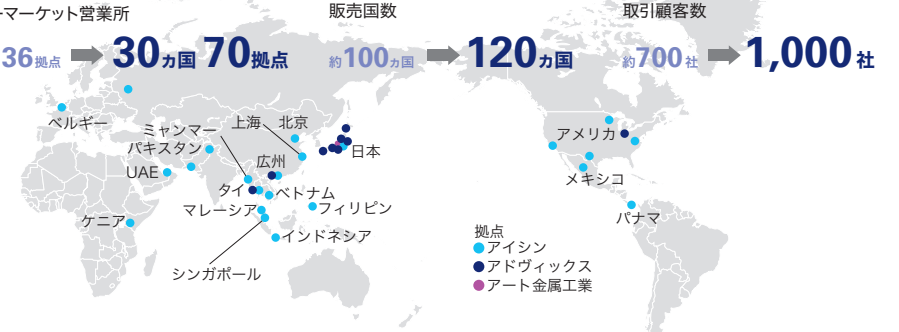 ーマーケット営業所
販売国数
取引顧客数
36拠点
30ヵ国 70拠点
約100ヵ国
120ヵ国
約700社
1,000社
ベルギー
ミャンマー
上海
北京
パキスタン
広州
日本
UAE
タイ
ベトナム
マレーシア
フィリピン
ケニア
インドネシア
シンガポール
アメリカ
メキシコ
パナマ
拠点
アイシン
アドヴィックス
アート金属工業